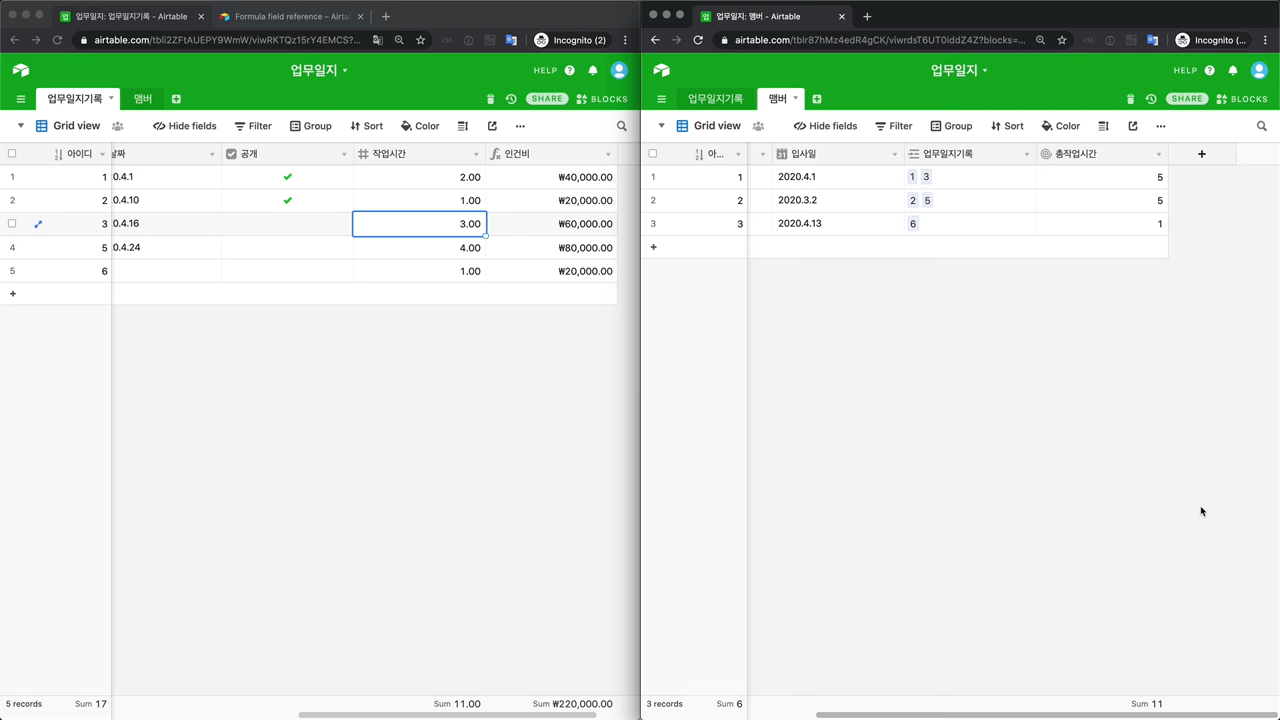 업무일지: 업무일지기록 - Airtable
Formula field reference – Airta
airtable.com/tbli2ZFtAUEPY9WmW/viwRKTQz15rY4EMCS?...
Incognito (2)
업무일지
HELP
업무일지기록
맴버
SHARE
BLOCKS
Grid view
Hide fields
Filter
Group
Sort
Color
아이디
날짜
공개
작업시간
인건비
1 1 0.4.1 2.00 ₩40,000.00
2 2 0.4.10 1.00 ₩20,000.00
3 0.4.16 3.00 ₩60,000.00
4 5 0.4.24 4.00 ₩80,000.00
5 6 1.00 ₩20,000.00
+
5 records Sum 17 Sum 11.00 Sum ₩220,000.00
업무일지: 맴버 - Airtable
airtable.com/tblr87hMz4edR4gCK/viwrdsT6UT0iddZ4Z?blocks=...
Incognito (...
업무일지
HELP
업무일지기록
맴버
SHARE
BLOCKS
Grid view
Hide fields
Filter
Group
Sort
Color
아...
입사일
업무일지기록
총작업시간
+
1 1 2020.4.1 1 3 5
2 2 2020.3.2 2 5 5
3 3 2020.4.13 6 1
+
3 records Sum 6 Sum 11